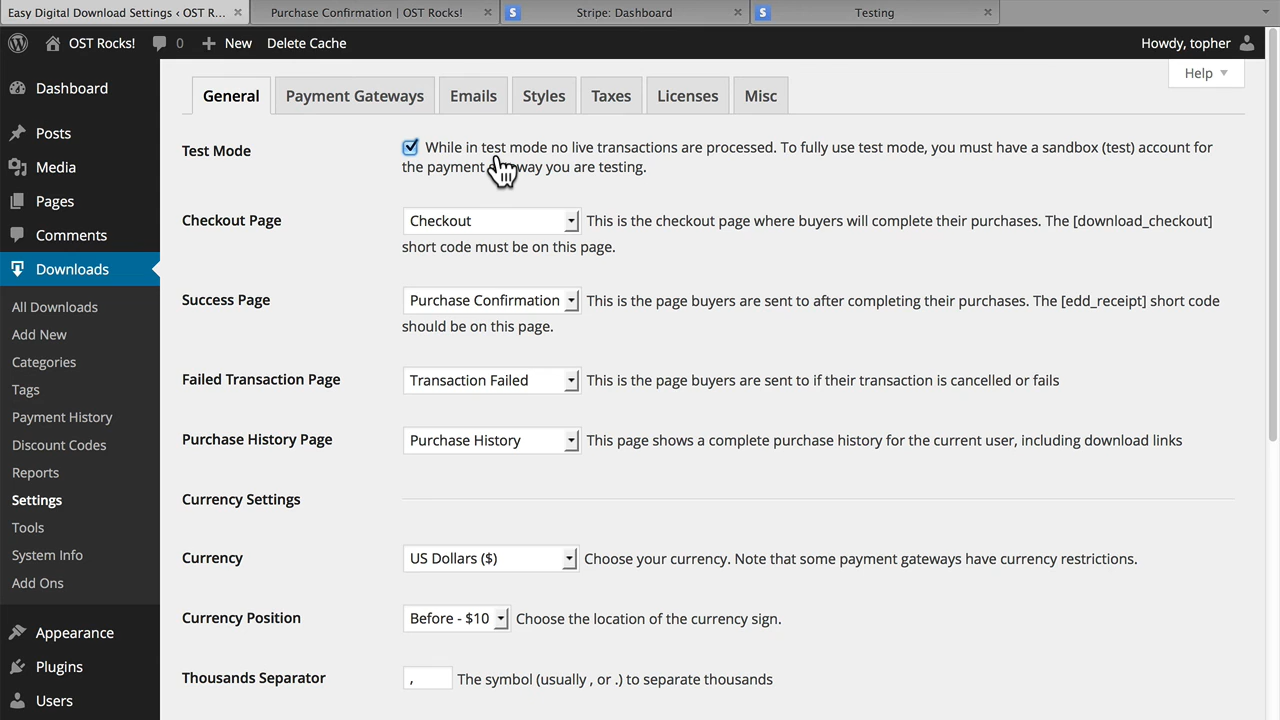 Easy Digital Download Settings ‹ OST R...
Purchase Confirmation | OST Rocks!
Stripe: Dashboard
Testing
OST Rocks!
0
New
Delete Cache
Howdy, topher
Help
Dashboard
Posts
Media
Pages
Comments
Downloads
All Downloads
Add New
Categories
Tags
Payment History
Discount Codes
Reports
Settings
Tools
System Info
Add Ons
Appearance
Plugins
Users
General
Payment Gateways
Emails
Styles
Taxes
Licenses
Misc
Test Mode
While in test mode no live transactions are processed. To fully use test mode, you must have a sandbox (test) account for
the payment way you are testing.
Checkout Page
Checkout
This is the checkout page where buyers will complete their purchases. The [download_checkout]
short code must be on this page.
Success Page
Purchase Confirmation
This is the page buyers are sent to after completing their purchases. The [edd_receipt] short code
should be on this page.
Failed Transaction Page
Transaction Failed
This is the page buyers are sent to if their transaction is cancelled or fails
Purchase History Page
Purchase History
This page shows a complete purchase history for the current user, including download links
Currency Settings
Currency
US Dollars ($)
Choose your currency. Note that some payment gateways have currency restrictions.
Currency Position
Before - $10
Choose the location of the currency sign.
Thousands Separator
,
The symbol (usually , or .) to separate thousands